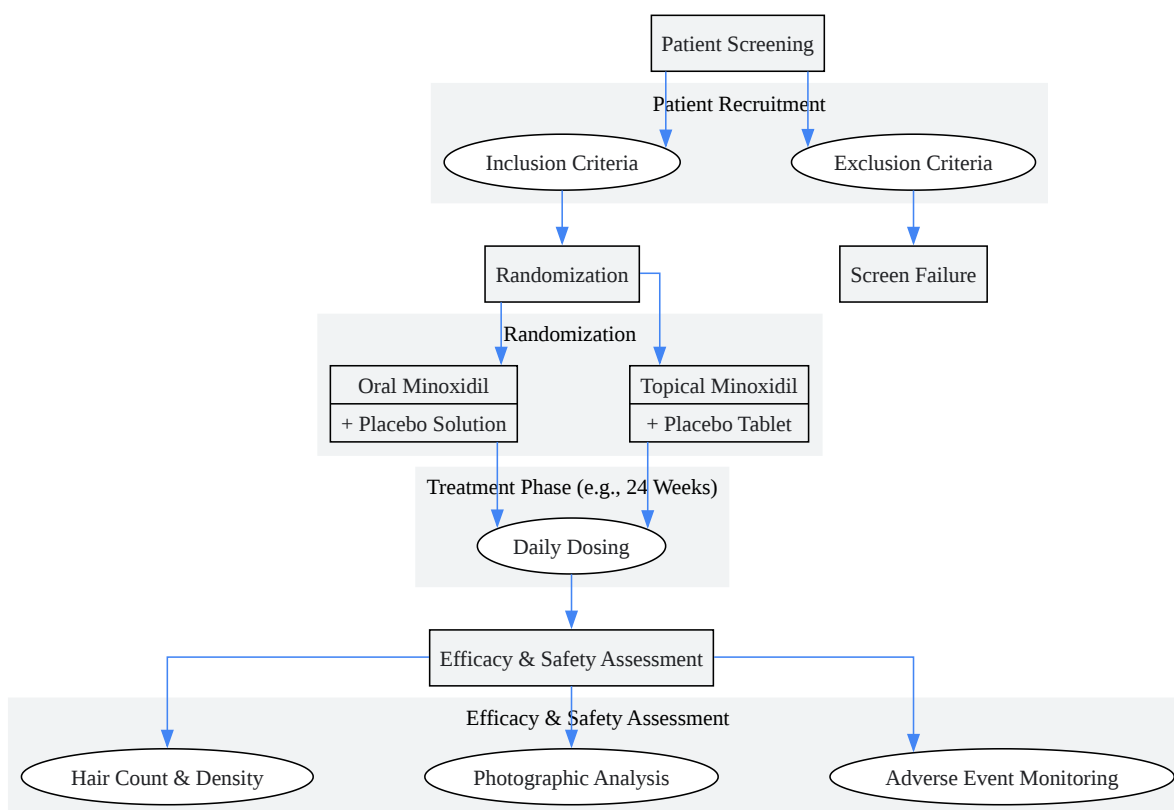 Patient Screening
Patient Recruitment
Inclusion Criteria
Exclusion Criteria
Randomization
Screen Failure
Randomization
Oral Minoxidil
+ Placebo Solution
Topical Minoxidil
+ Placebo Tablet
Treatment Phase (e.g., 24 Weeks)
Daily Dosing
Efficacy & Safety Assessment
Efficacy & Safety Assessment
Hair Count & Density
Photographic Analysis
Adverse Event Monitoring